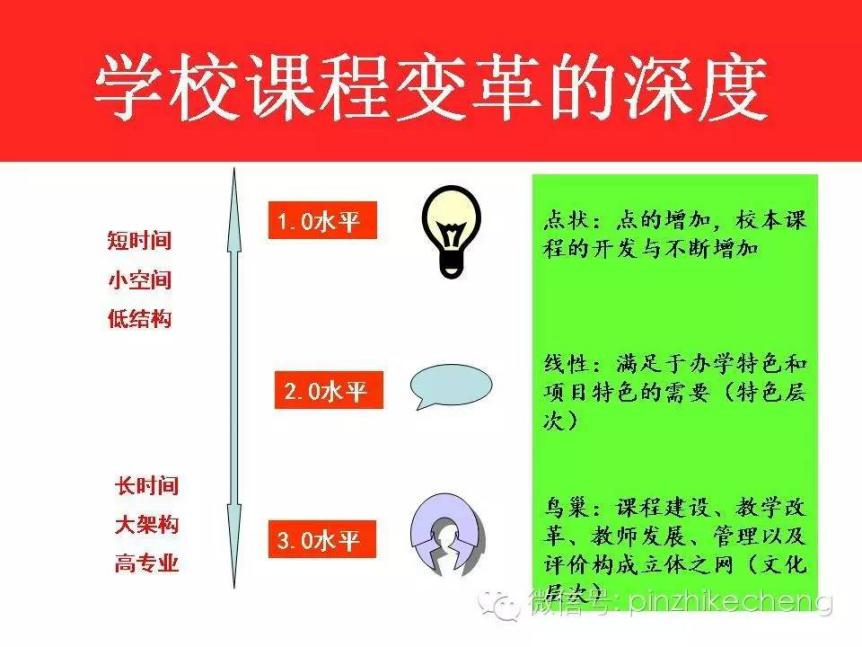 学校课程变革的深度
短时间
小空间
低结构
长时间
大架构
高专业
1.0水平
2.0水平
3.0水平
点状：点的增加，校本课
程的开发与不断增加
线性：满足于办学特色和
项目特色的需要（特色层
次）
鸟巢：课程建设、教学改
革、教师发展、管理以及
评价构成立体之网（文化
层次）
微信号: pinzhikecheng